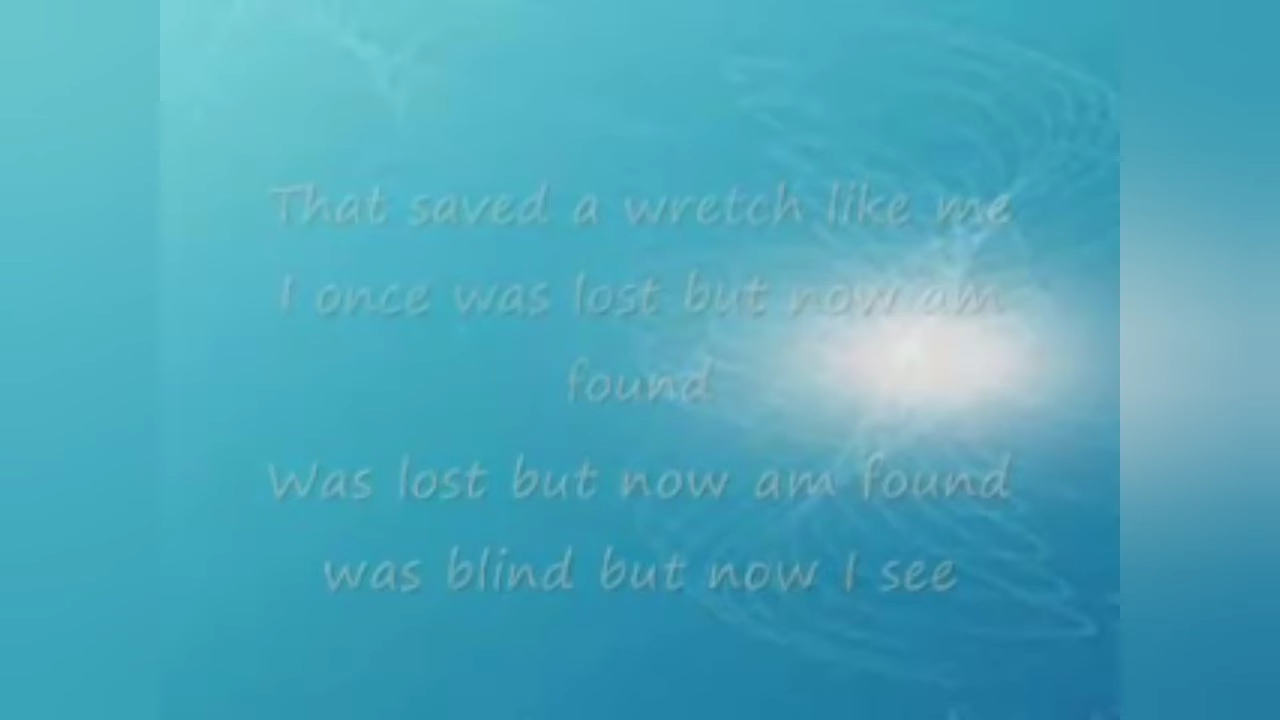 That saved a wretch like me
I once was lost but now am
found
Was lost but now am found
was blind but now I see